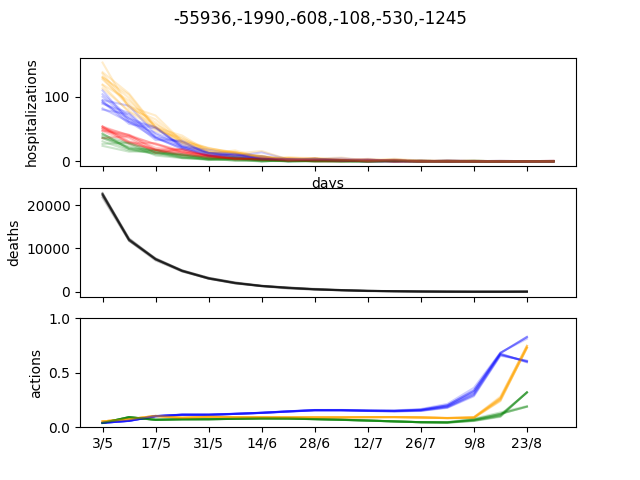 -55936,-1990,-608,-108,-530,-1245
hospitalizations
100
0
days
deaths
20000
10000
0
actions
1.0
0.5
0.0
3/5 17/5 31/5 14/6 28/6 12/7 26/7 9/8 23/8